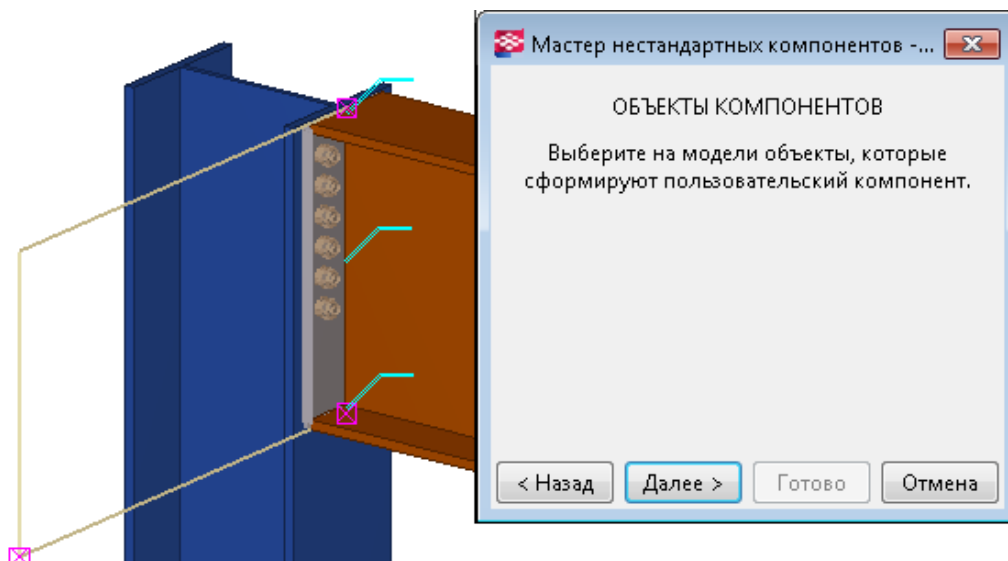 Мастер нестандартных компонентов -...
ОБЪЕКТЫ КОМПОНЕНТОВ
Выберите на модели объекты, которые
сформируют пользовательский компонент.
< Назад
Далее >
Готово
Отмена